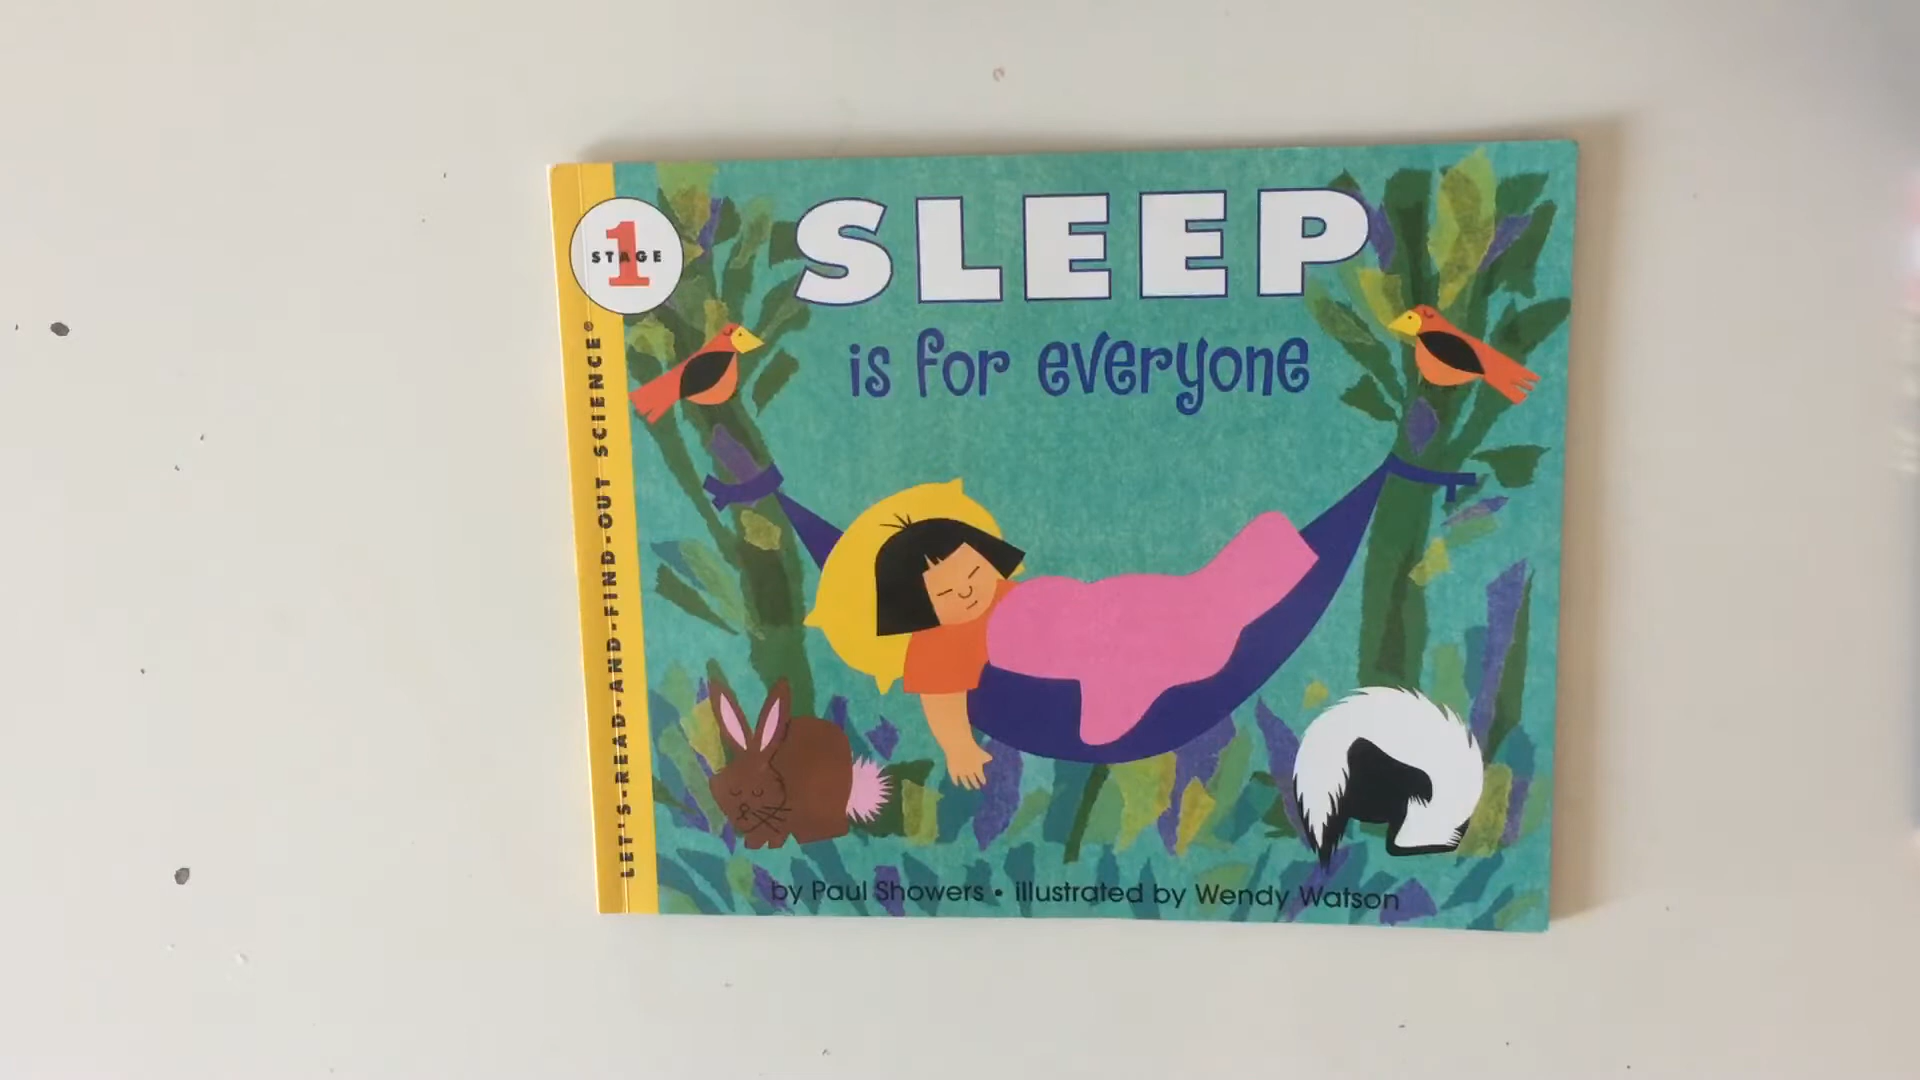 1
STAGE
SLEEP
is for everyone
LET'S-READ-AND-FIND-OUT SCIENCE®
by Paul Showers • illustrated by Wendy Watson